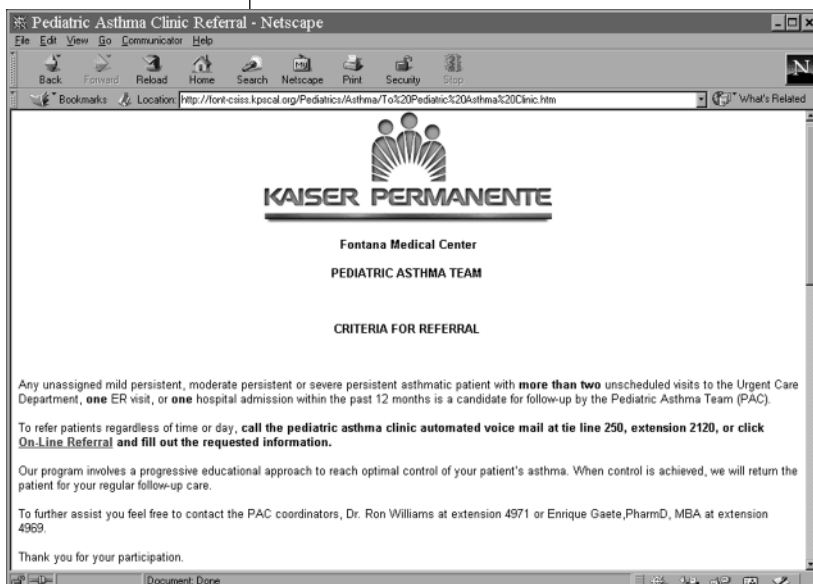 Pediatric Asthma Clinic Referral - Netscape
File Edit View Go Communicator Help
Back Forward Reload Home Search Netscape Print Security Stop
N
Bookmarks Location: http://font-csiss.kpscal.org/Pediatrics/Asthma/To%20Pediatric%20Asthma%20Clinic.htm What's Related
KAISER PERMANENTE
Fontana Medical Center
PEDIATRIC ASTHMA TEAM
CRITERIA FOR REFERRAL
Any unassigned mild persistent, moderate persistent or severe persistent asthmatic patient with more than two unscheduled visits to the Urgent Care
Department, one ER visit, or one hospital admission within the past 12 months is a candidate for follow-up by the Pediatric Asthma Team (PAC).
To refer patients regardless of time or day, call the pediatric asthma clinic automated voice mail at tie line 250, extension 2120, or click
On-Line Referral and fill out the requested information.
Our program involves a progressive educational approach to reach optimal control of your patient's asthma. When control is achieved, we will return the
patient for your regular follow-up care.
To further assist you feel free to contact the PAC coordinators, Dr. Ron Williams at extension 4971 or Enrique Gaete,PharmD, MBA at extension
4969.
Thank you for your participation.
Document: Done